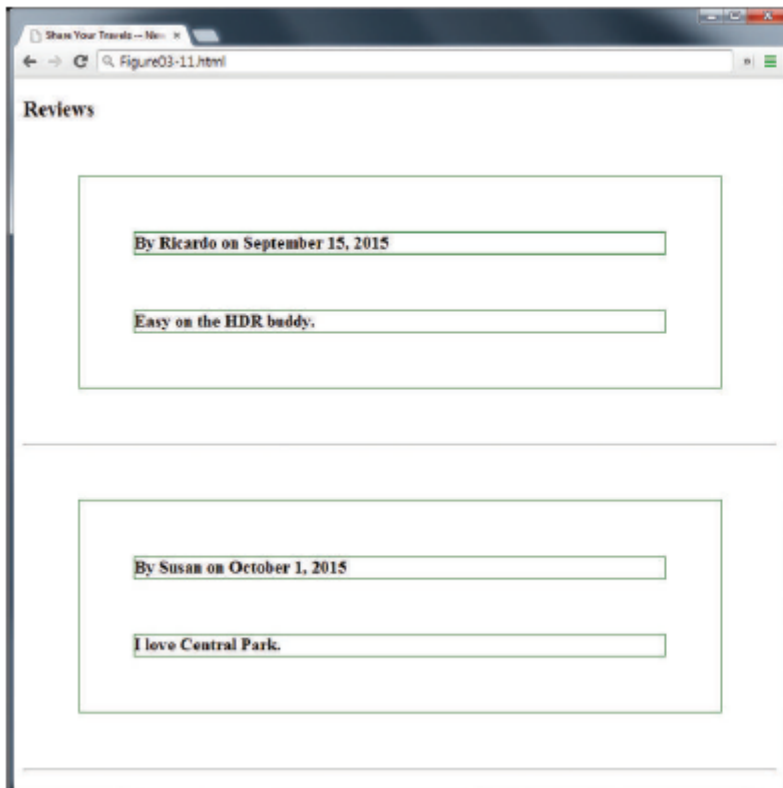 Share Your Travels -- New
Figure03-11.html
Reviews
By Ricardo on September 15, 2015
Easy on the HDR buddy.
By Susan on October 1, 2015
I love Central Park.